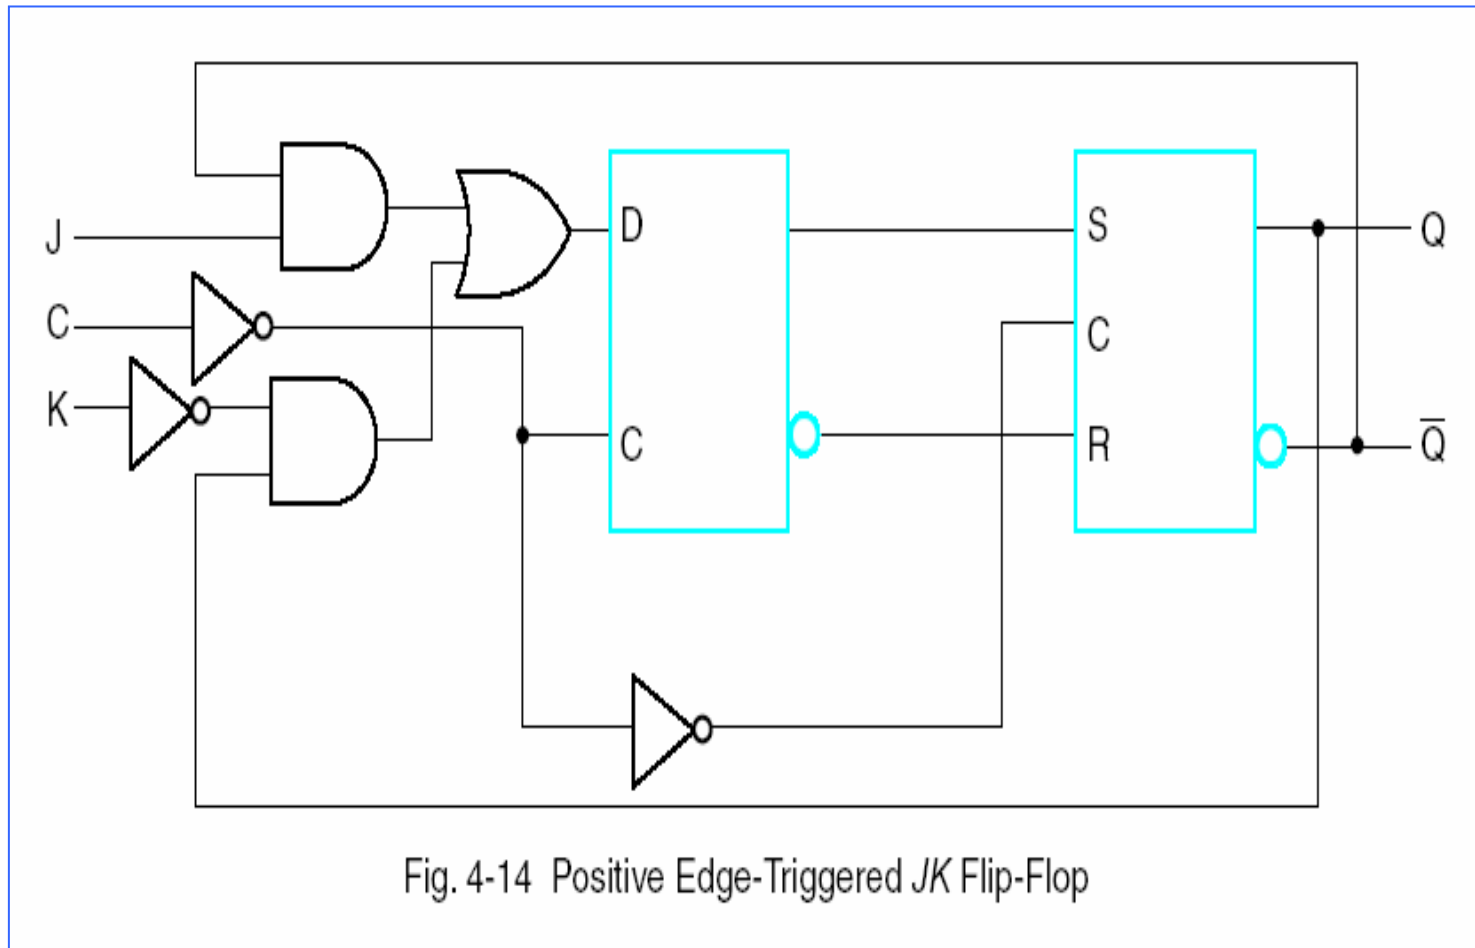 J
C
K
D
C
S
C
R
Q
Q̅
Fig. 4-14 Positive Edge-Triggered JK Flip-Flop